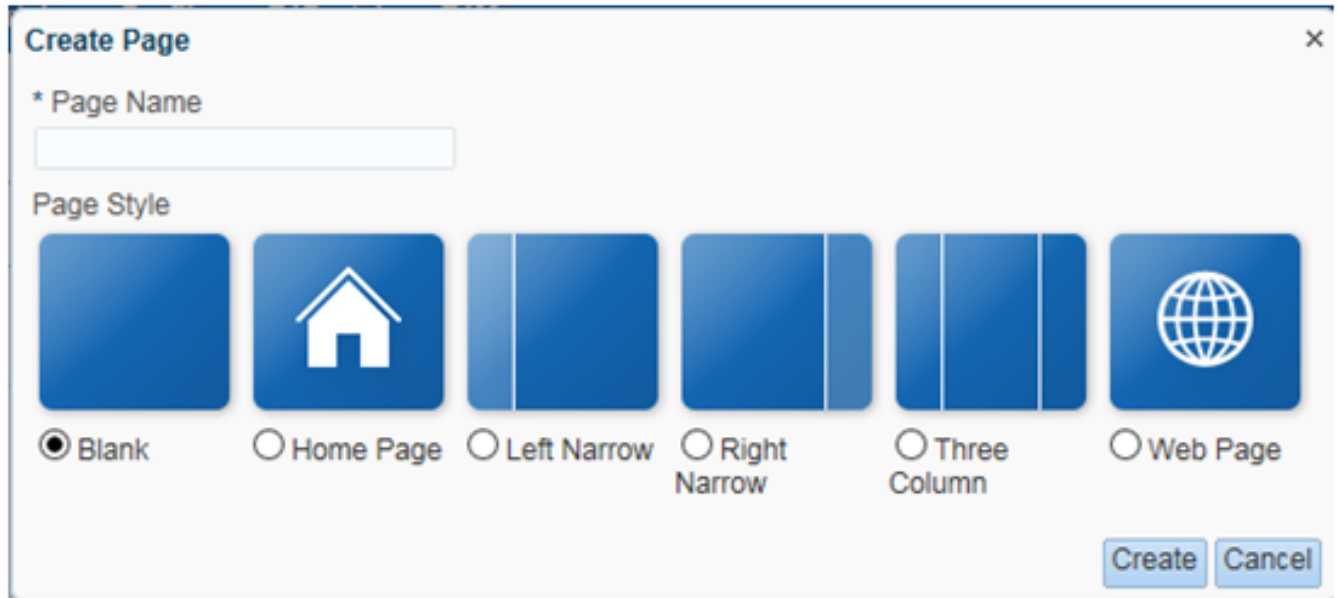 Create Page ×
* Page Name
Page Style
Blank Home Page Left Narrow Right Narrow Three Column Web Page
Create Cancel